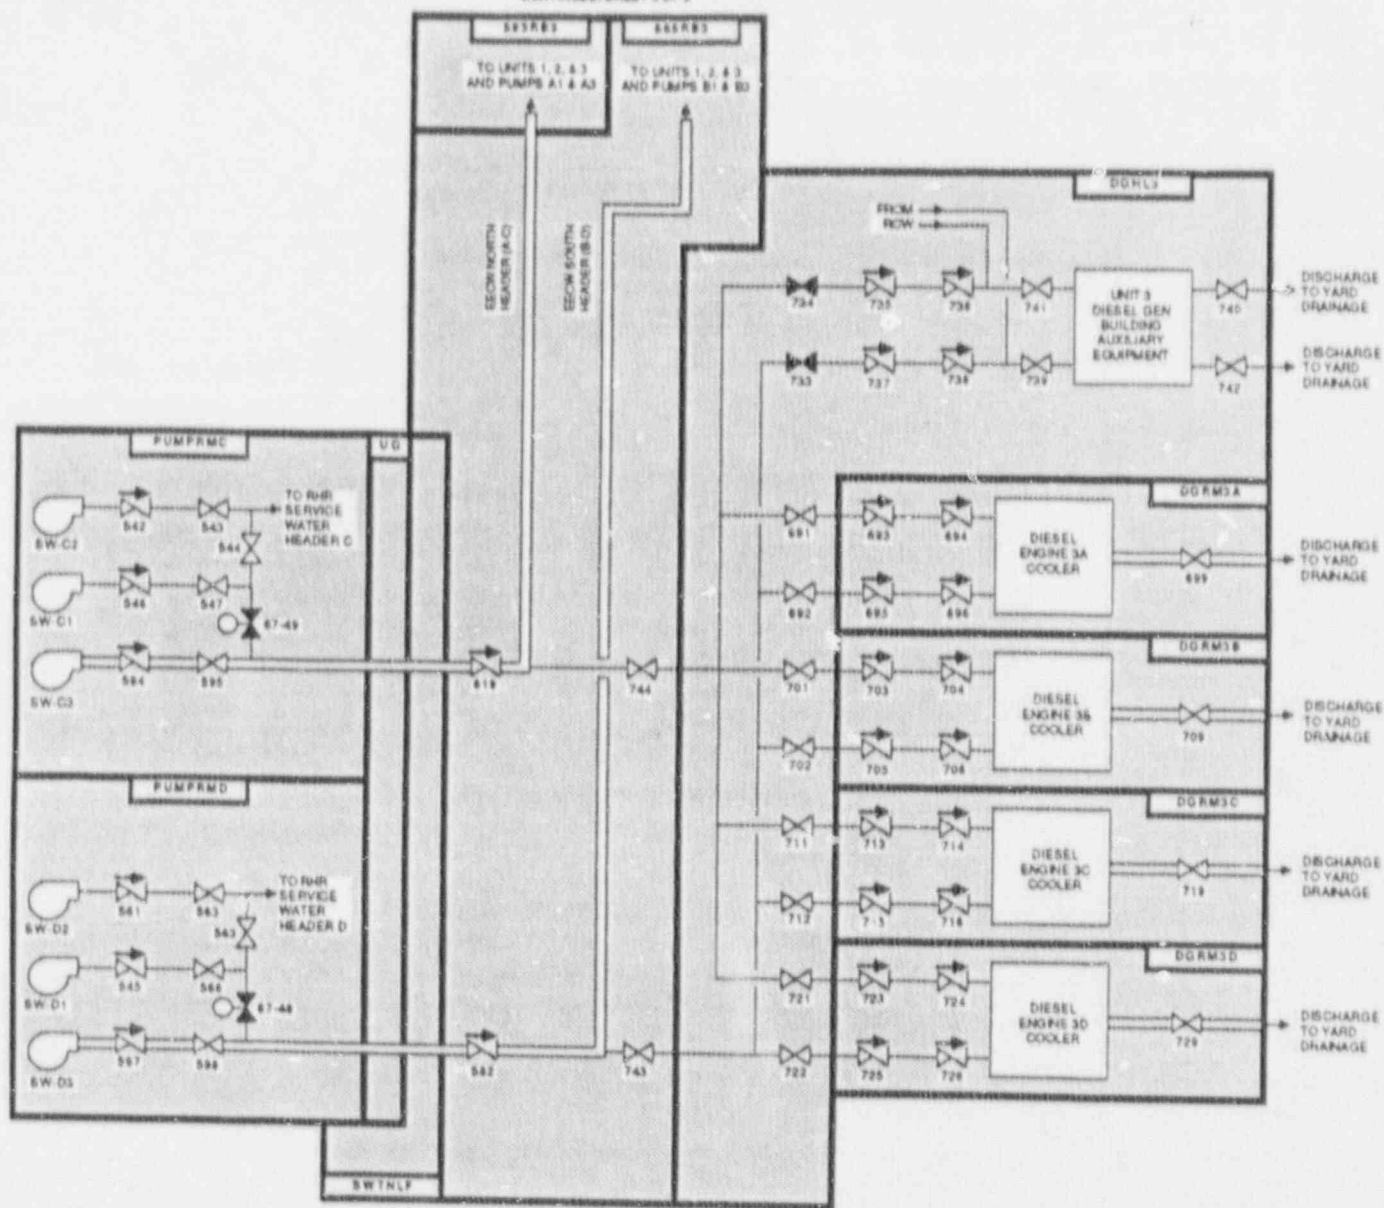 593RB3
565RB3
TO UNITS 1, 2, & 3
AND PUMPS A1 & A3
TO UNITS 1, 2, & 3
AND PUMPS B1 & B3
EECW NORTH
HEADER (A-C)
EECW SOUTH
HEADER (B-D)
DGHL3
FROM
RCW
734
735
736
741
740
733
737
738
739
742
UNIT 3
DIESEL GEN
BUILDING
AUXILIARY
EQUIPMENT
DISCHARGE
TO YARD
DRAINAGE
DISCHARGE
TO YARD
DRAINAGE
PUMPRMC
UG
SW-C2
542
543
TO RHR
SERVICE
WATER
HEADER C
544
SW-C1
546
547
67-49
SW-C3
594
595
618
744
DGRM3A
691
693
694
692
695
696
DIESEL
ENGINE 3A
COOLER
699
DISCHARGE
TO YARD
DRAINAGE
DGRM3B
701
703
704
702
705
706
DIESEL
ENGINE 3B
COOLER
709
DISCHARGE
TO YARD
DRAINAGE
PUMPRMD
SW-D2
561
563
TO RHR
SERVICE
WATER
HEADER D
563
SW-D1
545
566
67-48
SW-D3
597
598
582
743
DGRM3C
711
713
714
712
715
716
DIESEL
ENGINE 3C
COOLER
719
DISCHARGE
TO YARD
DRAINAGE
DGRM3D
721
723
724
722
725
726
DIESEL
ENGINE 3D
COOLER
729
DISCHARGE
TO YARD
DRAINAGE
SWTNLF